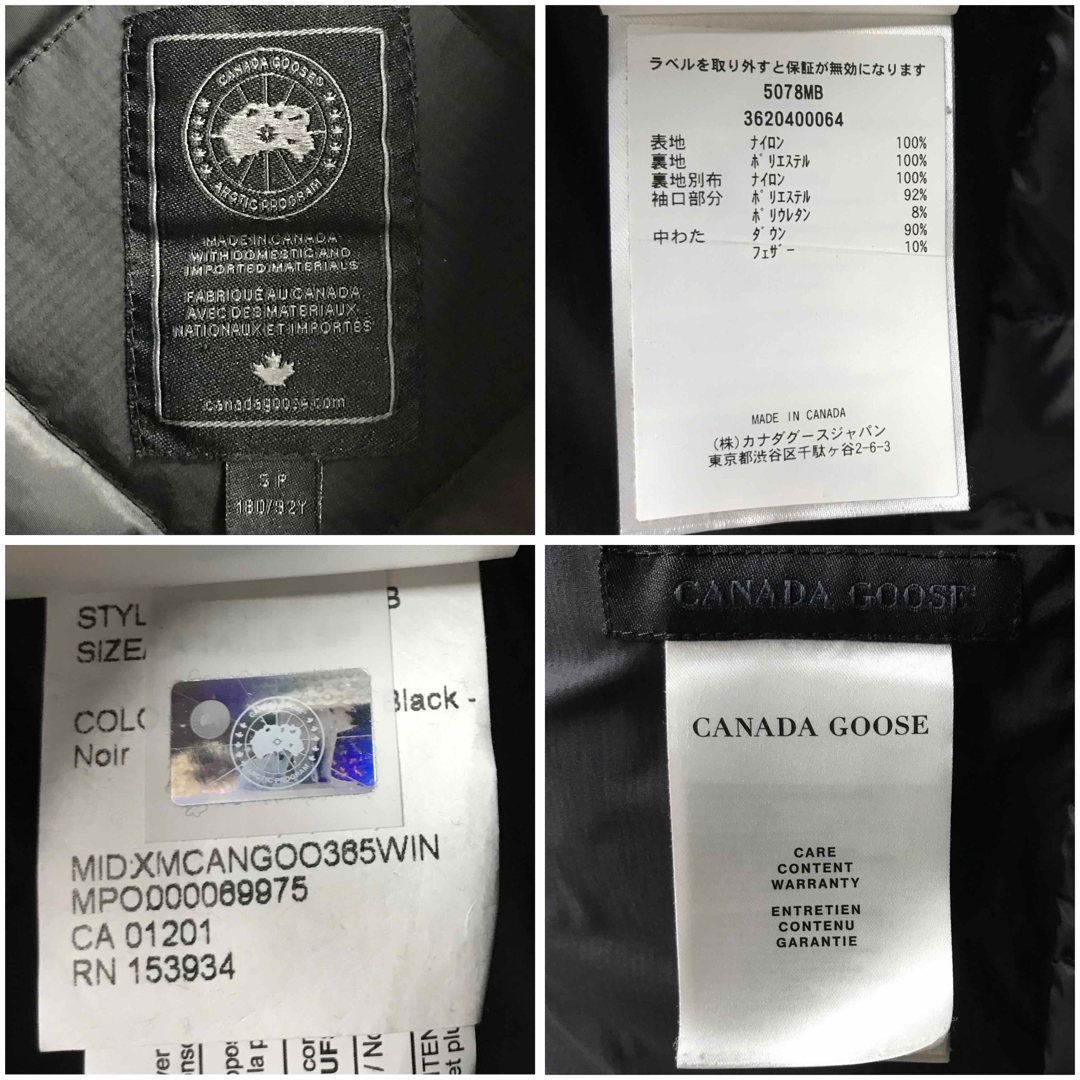 CANADA GOOSE®
ARCTIC PROGRAM
MADE IN CANADA
WITH DOMESTIC AND
IMPORTED MATERIALS
FABRIQUÉ AU CANADA
AVEC DES MATÉRIAUX
NATIONAUX ET IMPORTÉS
canadagoose.com
S P
180/92Y
ラベルを取り外すと保証が無効になります
5078MB
3620400064
表地 ナイロン 100%
裏地 ポリエステル 100%
裏地別布 ナイロン 100%
袖口部分 ポリエステル 92%
ポリウレタン 8%
中わた ダウン 90%
フェザー 10%
MADE IN CANADA
(株)カナダグースジャパン
東京都渋谷区千駄ヶ谷2-6-3
STYL B
SIZE/
COLO Black -
Noir
ARCTIC PROGRAM
MID:XMCANGOO365WIN
MPO000069975
CA 01201
RN 153934
CANADA GOOSE
CANADA GOOSE
CARE
CONTENT
WARRANTY
ENTRETIEN
CONTENU
GARANTIE